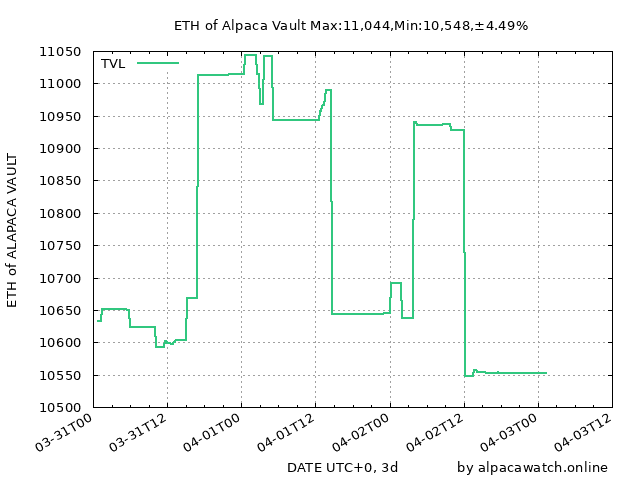 ETH of Alpaca Vault Max:11,044,Min:10,548,±4.49%
TVL
ETH of ALAPACA VAULT
11050
11000
10950
10900
10850
10800
10750
10700
10650
10600
10550
10500
03-31T00
03-31T12
04-01T00
04-01T12
04-02T00
04-02T12
04-03T00
04-03T12
DATE UTC+0, 3d
by alpacawatch.online